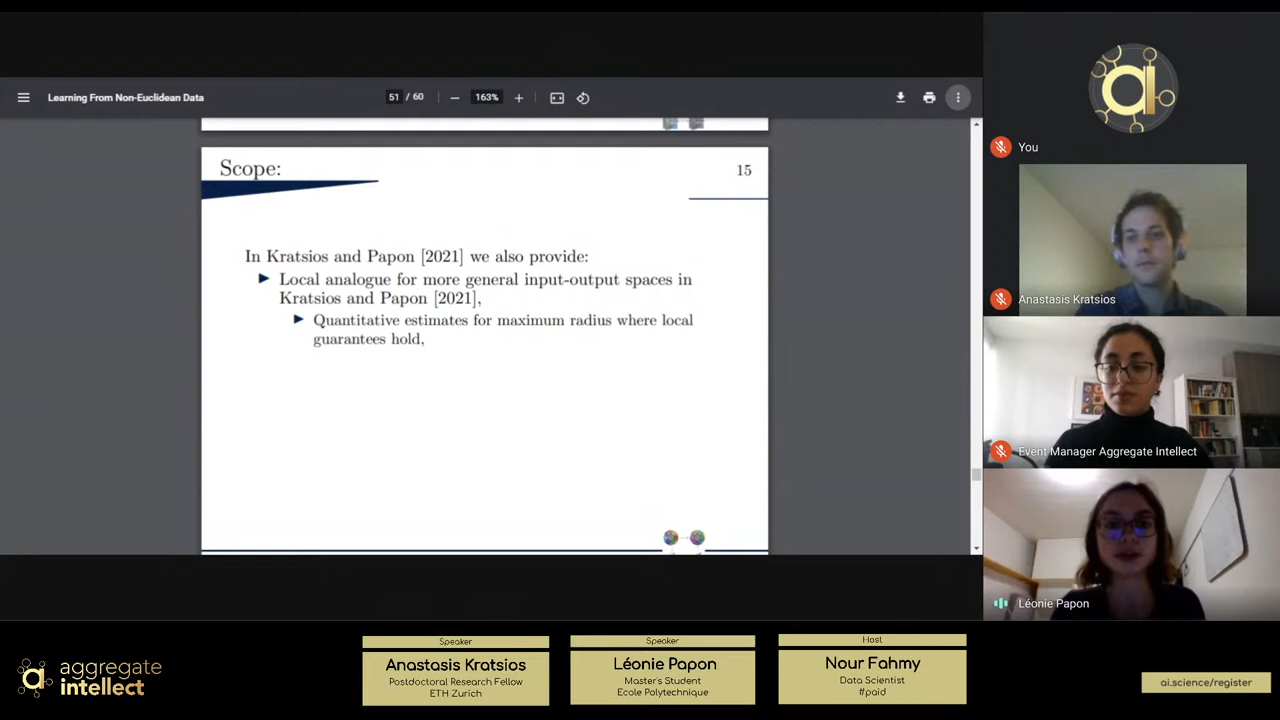 Learning From Non-Euclidean Data
51 / 60
163%
Scope:
15
In Kratsios and Papon [2021] we also provide:
Local analogue for more general input-output spaces in
Kratsios and Papon [2021],
Quantitative estimates for maximum radius where local
guarantees hold,
You
Anastasis Kratsios
Event Manager Aggregate Intellect
Léonie Papon
aggregate
intellect
Speaker
Anastasis Kratsios
Postdoctoral Research Fellow
ETH Zurich
Speaker
Léonie Papon
Master's Student
Ecole Polytechnique
Host
Nour Fahmy
Data Scientist
#paid
ai.science/register